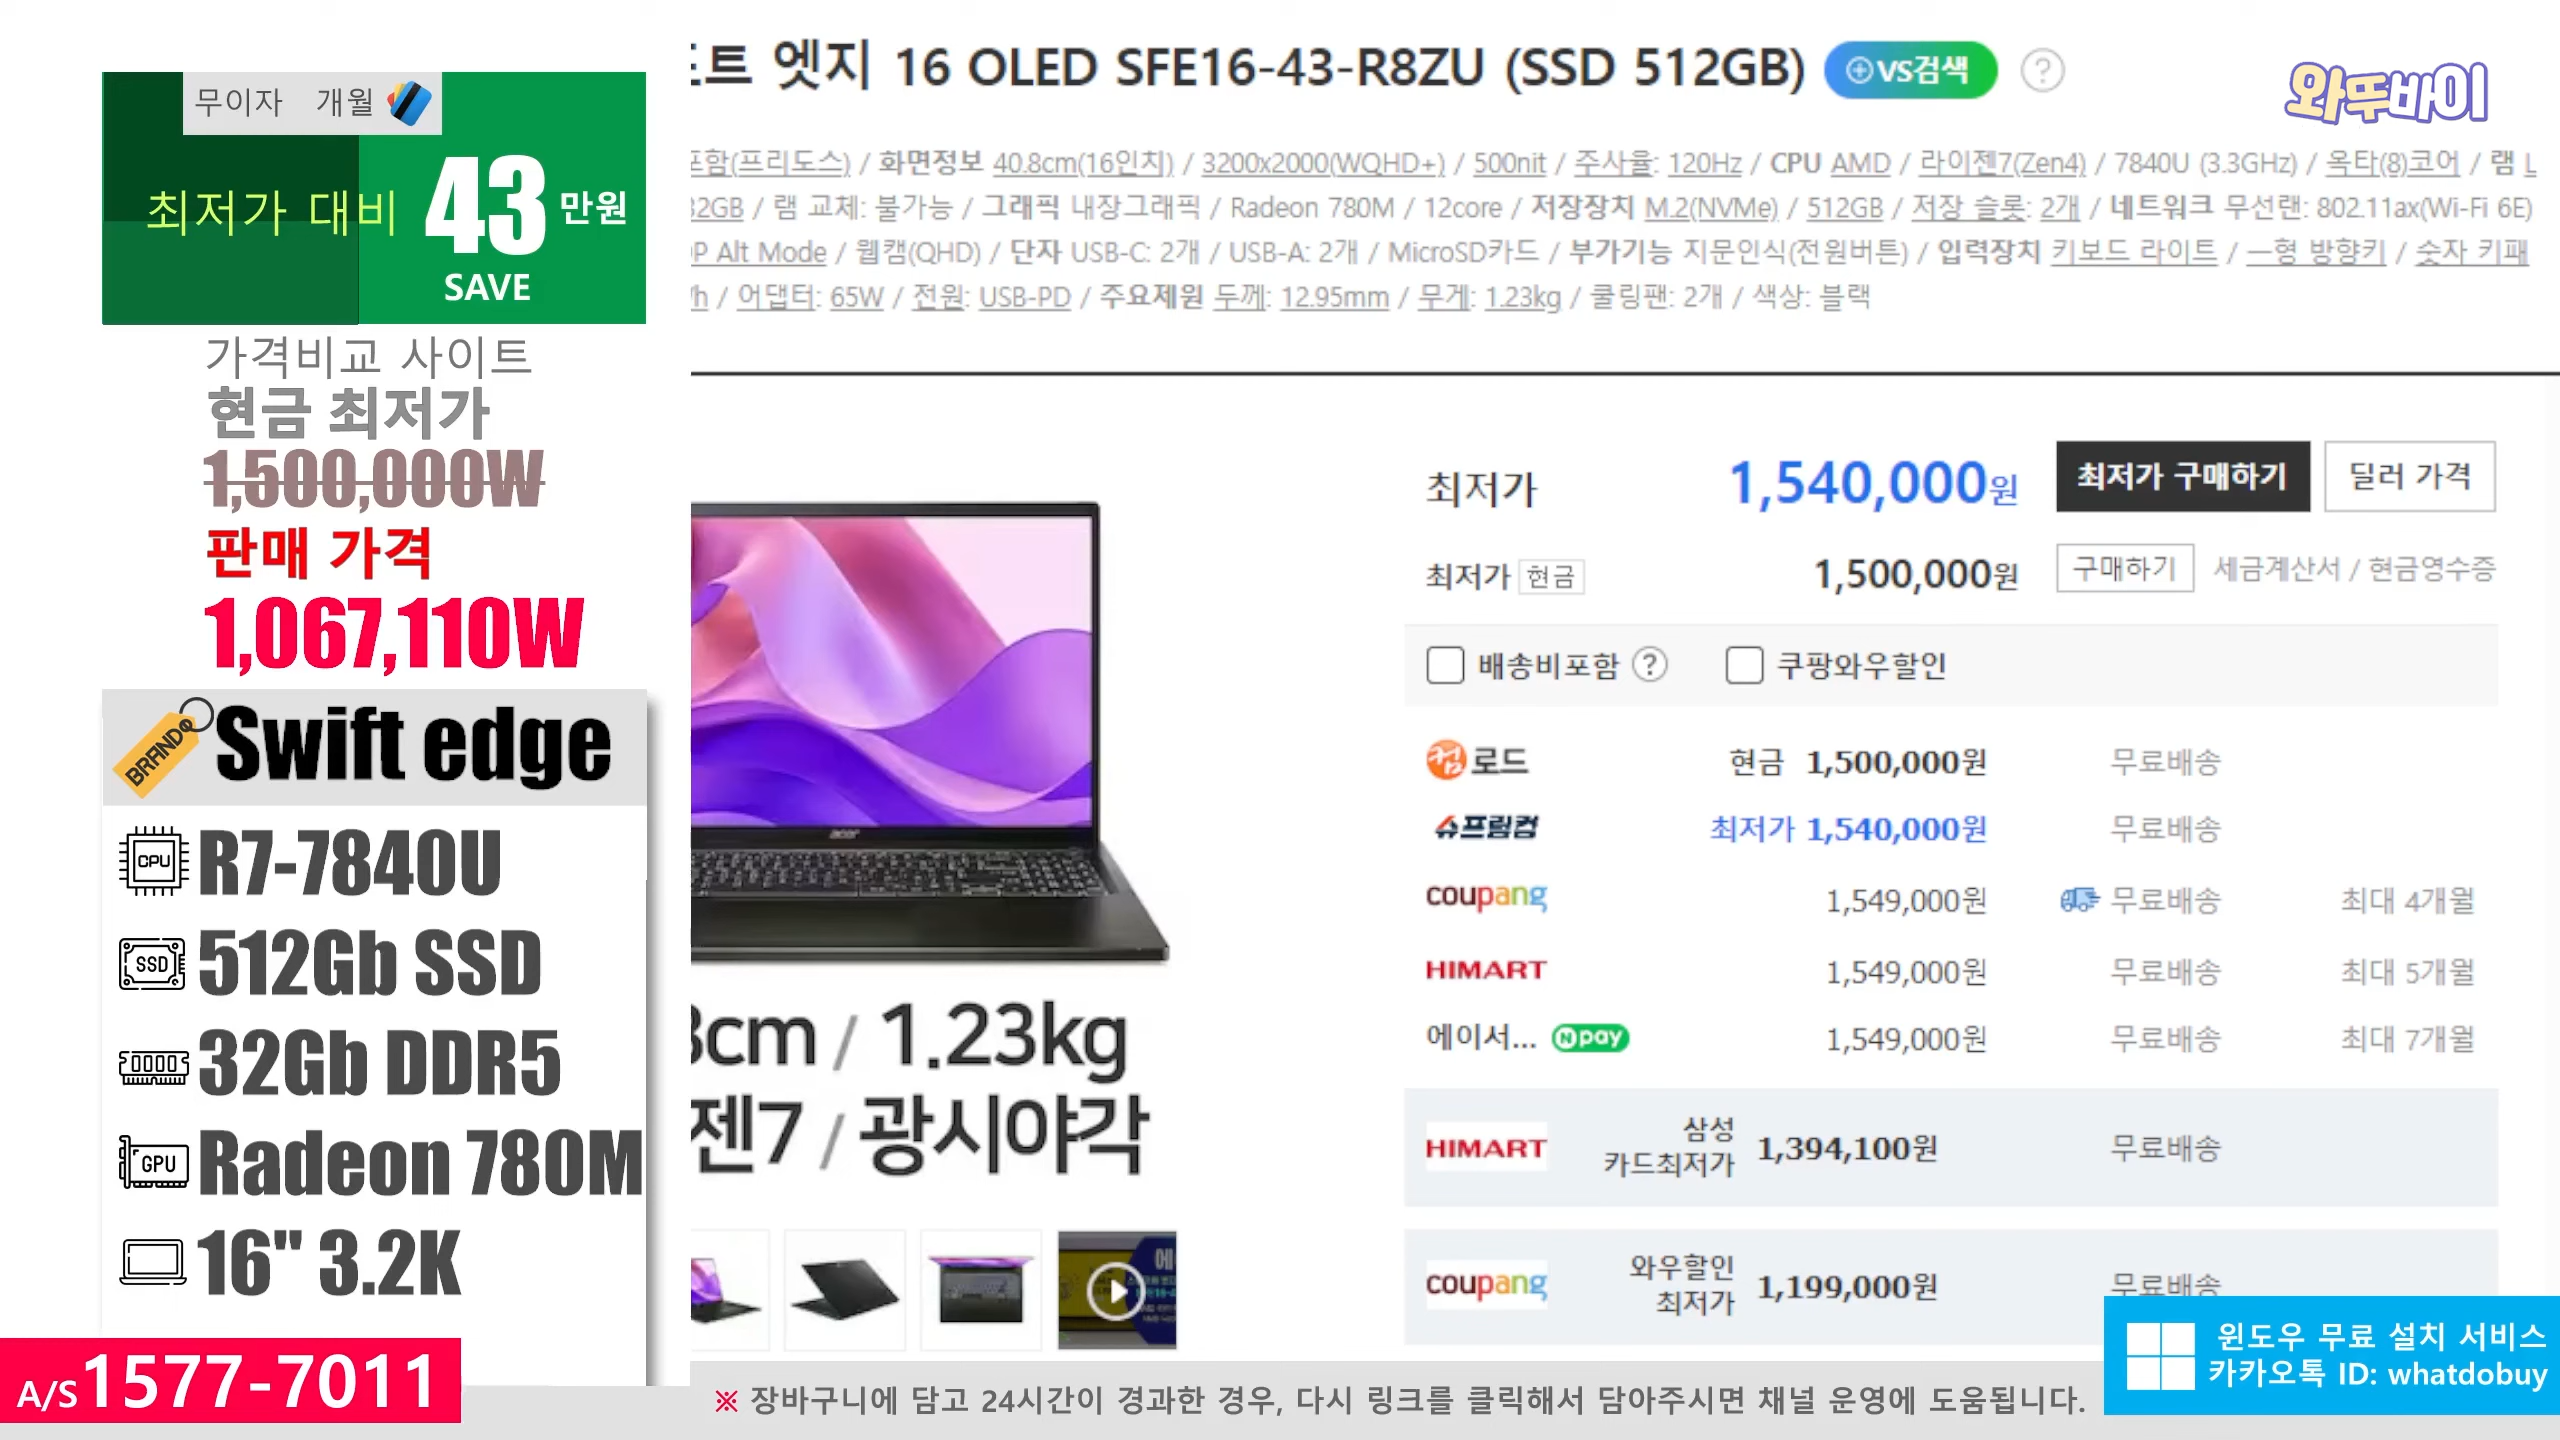 무이자 개월
최저가 대비 43 만원
SAVE
가격비교 사이트
현금 최저가
1,500,000W
판매 가격
1,067,110W
BRAND
Swift edge
CPU R7-7840U
SSD 512Gb SSD
32Gb DDR5
GPU Radeon 780M
16" 3.2K
A/S 1577-7011
엣지 16 OLED SFE16-43-R8ZU (SSD 512GB) VS검색 ?
와뚜바이
포함(프리도스) / 화면정보 40.8cm(16인치) / 3200x2000(WQHD+) / 500nit / 주사율: 120Hz / CPU AMD / 라이젠7(Zen4) / 7840U (3.3GHz) / 옥타(8)코어 / 램 L
32GB / 램 교체: 불가능 / 그래픽 내장그래픽 / Radeon 780M / 12core / 저장장치 M.2(NVMe) / 512GB / 저장 슬롯: 2개 / 네트워크 무선랜: 802.11ax(Wi-Fi 6E)
P Alt Mode / 웹캠(QHD) / 단자 USB-C: 2개 / USB-A: 2개 / MicroSD카드 / 부가기능 지문인식(전원버튼) / 입력장치 키보드 라이트 / ㅡ형 방향키 / 숫자 키패
h / 어댑터: 65W / 전원: USB-PD / 주요제원 두께: 12.95mm / 무게: 1.23kg / 쿨링팬: 2개 / 색상: 블랙
acer
cm / 1.23kg
젠7 / 광시야각
최저가 1,540,000원 최저가 구매하기 딜러 가격
최저가 현금 1,500,000원 구매하기 세금계산서 / 현금영수증
배송비포함 ? 쿠팡와우할인
컴로드 현금 1,500,000원 무료배송
슈프림컴 최저가 1,540,000원 무료배송
coupang 1,549,000원 무료배송 최대 4개월
HIMART 1,549,000원 무료배송 최대 5개월
에이서... N pay 1,549,000원 무료배송 최대 7개월
HIMART 삼성 카드최저가 1,394,100원 무료배송
coupang 와우할인 최저가 1,199,000원 무료배송
※ 장바구니에 담고 24시간이 경과한 경우, 다시 링크를 클릭해서 담아주시면 채널 운영에 도움됩니다.
윈도우 무료 설치 서비스
카카오톡 ID: whatdobuy